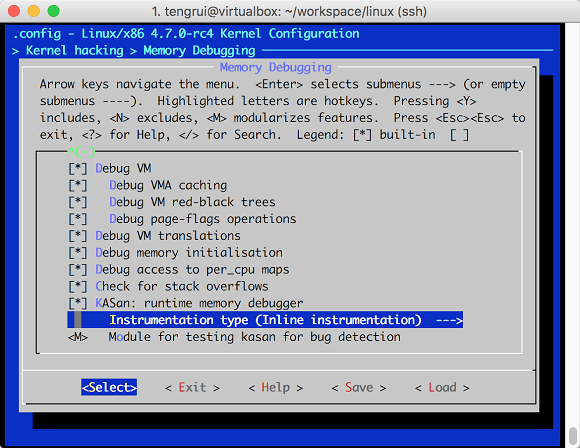 1. tengrui@virtualbox: ~/workspace/linux (ssh)
.config - Linux/x86 4.7.0-rc4 Kernel Configuration
> Kernel hacking > Memory Debugging
Memory Debugging
Arrow keys navigate the menu.  <Enter> selects submenus ---> (or empty
submenus ----).  Highlighted letters are hotkeys.  Pressing <Y>
includes, <N> excludes, <M> modularizes features.  Press <Esc><Esc> to
exit, <?> for Help, </> for Search.  Legend: [*] built-in  [ ]
^(-)
[*] Debug VM
[*]   Debug VMA caching
[*]   Debug VM red-black trees
[*]   Debug page-flags operations
[*] Debug VM translations
[*] Debug memory initialisation
[*] Debug access to per_cpu maps
[*] Check for stack overflows
[*] KASan: runtime memory debugger
Instrumentation type (Inline instrumentation)  --->
<M>   Module for testing kasan for bug detection
<Select>    < Exit >    < Help >    < Save >    < Load >